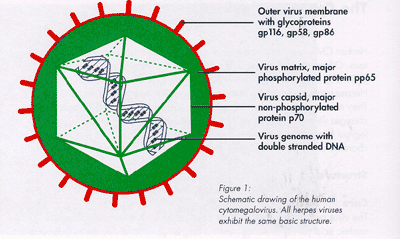 Outer virus membrane
with glycoproteins
gp116, gp58, gp86
Virus matrix, major
phosphorylated protein pp65
Virus capsid, major
non-phosphorylated
protein p70
Virus genome with
double stranded DNA
Figure 1:
Schematic drawing of the human
cytomegalovirus. All herpes viruses
exhibit the same basic structure.